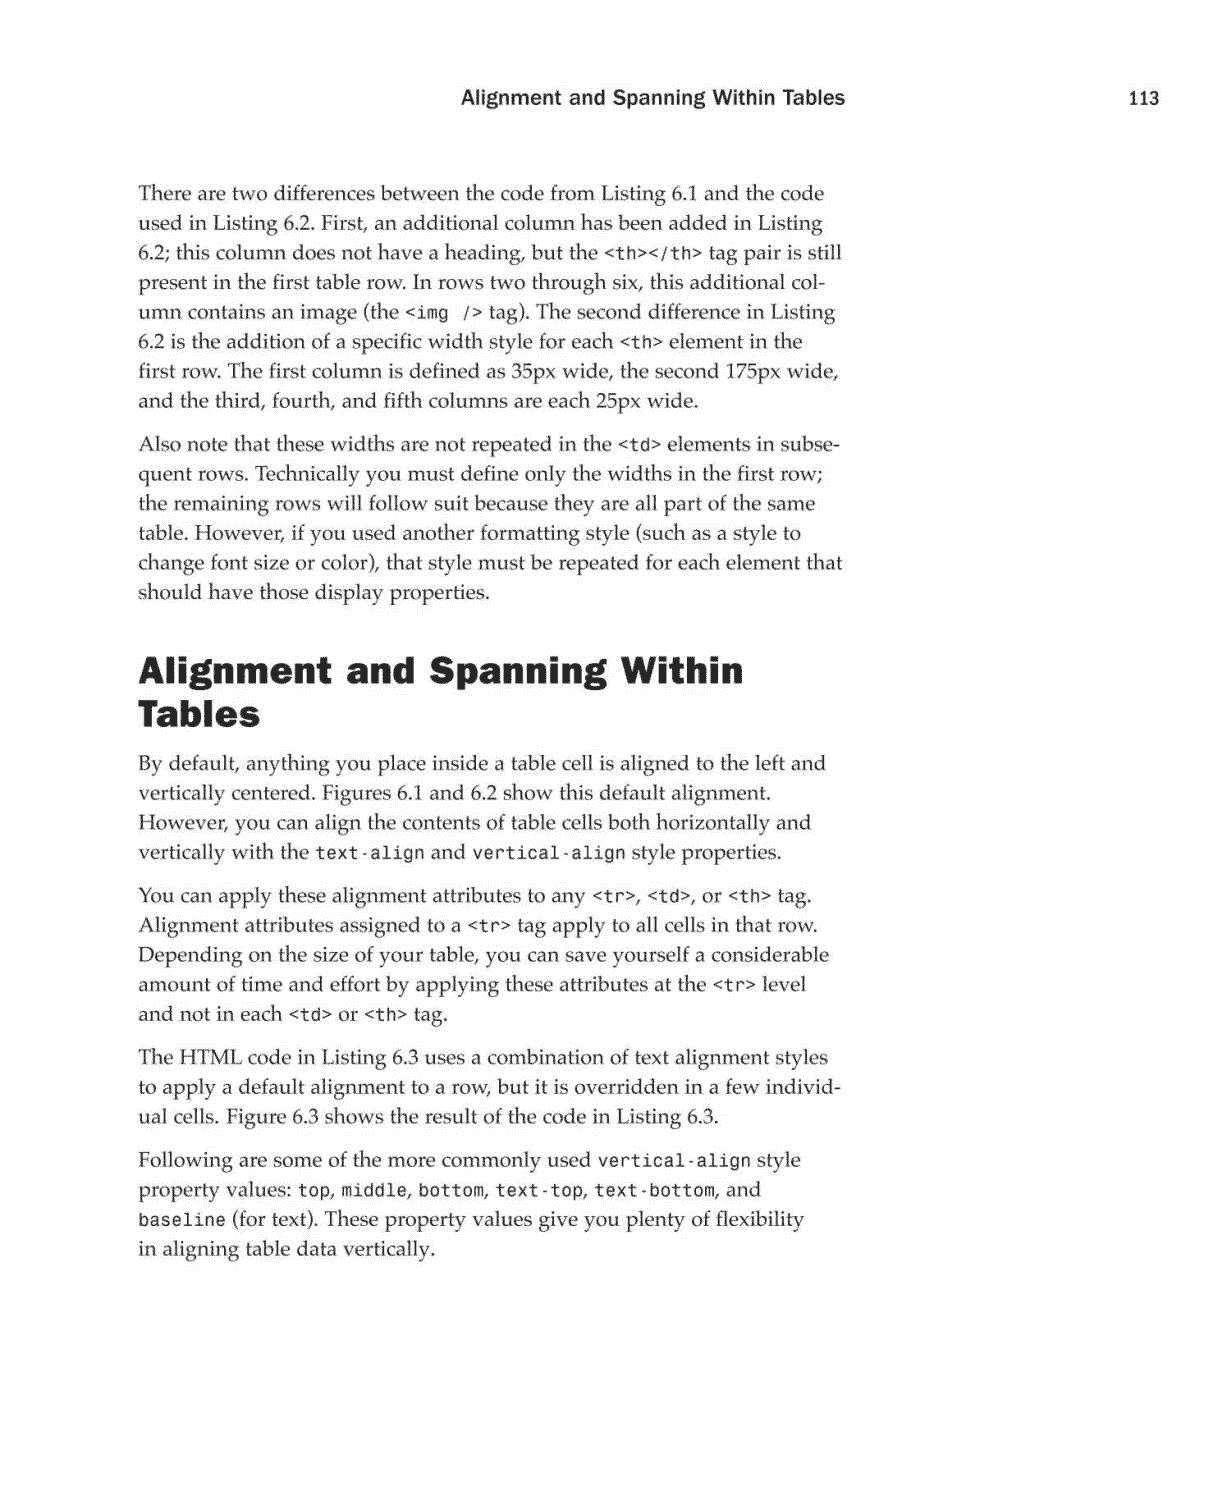 Alignment and Spanning Within Tables 113
There are two differences between the code from Listing 6.1 and the code
used in Listing 6.2. First, an additional column has been added in Listing
6.2; this column does not have a heading, but the <th></th> tag pair is still
present in the first table row. In rows two through six, this additional col-
umn contains an image (the <img /> tag). The second difference in Listing
6.2 is the addition of a specific width style for each <th> element in the
first row. The first column is defined as 35px wide, the second 175px wide,
and the third, fourth, and fifth columns are each 25px wide.
Also note that these widths are not repeated in the <td> elements in subse-
quent rows. Technically you must define only the widths in the first row;
the remaining rows will follow suit because they are all part of the same
table. However, if you used another formatting style (such as a style to
change font size or color), that style must be repeated for each element that
should have those display properties.
Alignment and Spanning Within
Tables
By default, anything you place inside a table cell is aligned to the left and
vertically centered. Figures 6.1 and 6.2 show this default alignment.
However, you can align the contents of table cells both horizontally and
vertically with the text-align and vertical-align style properties.
You can apply these alignment attributes to any <tr>, <td>, or <th> tag.
Alignment attributes assigned to a <tr> tag apply to all cells in that row.
Depending on the size of your table, you can save yourself a considerable
amount of time and effort by applying these attributes at the <tr> level
and not in each <td> or <th> tag.
The HTML code in Listing 6.3 uses a combination of text alignment styles
to apply a default alignment to a row, but it is overridden in a few individ-
ual cells. Figure 6.3 shows the result of the code in Listing 6.3.
Following are some of the more commonly used vertical-align style
property values: top, middle, bottom, text-top, text-bottom, and
baseline (for text). These property values give you plenty of flexibility
in aligning table data vertically.